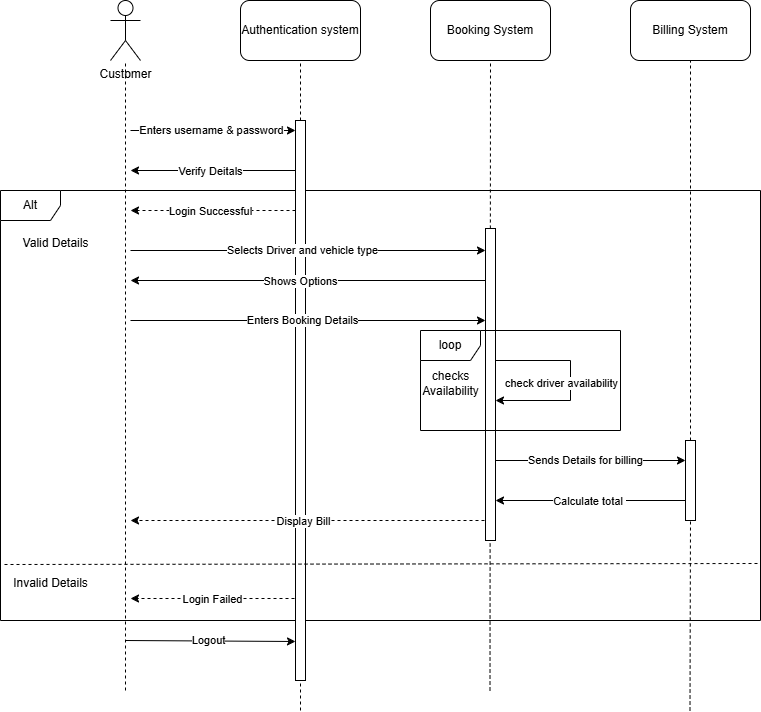 Customer
Authentication system
Booking System
Billing System
Enters username & password
Verify Deitals
Alt
Login Successful
Valid Details
Selects Driver and vehicle type
Shows Options
Enters Booking Details
loop
checks
Availability
check driver availability
Sends Details for billing
Calculate total
Display Bill
Invalid Details
Login Failed
Logout